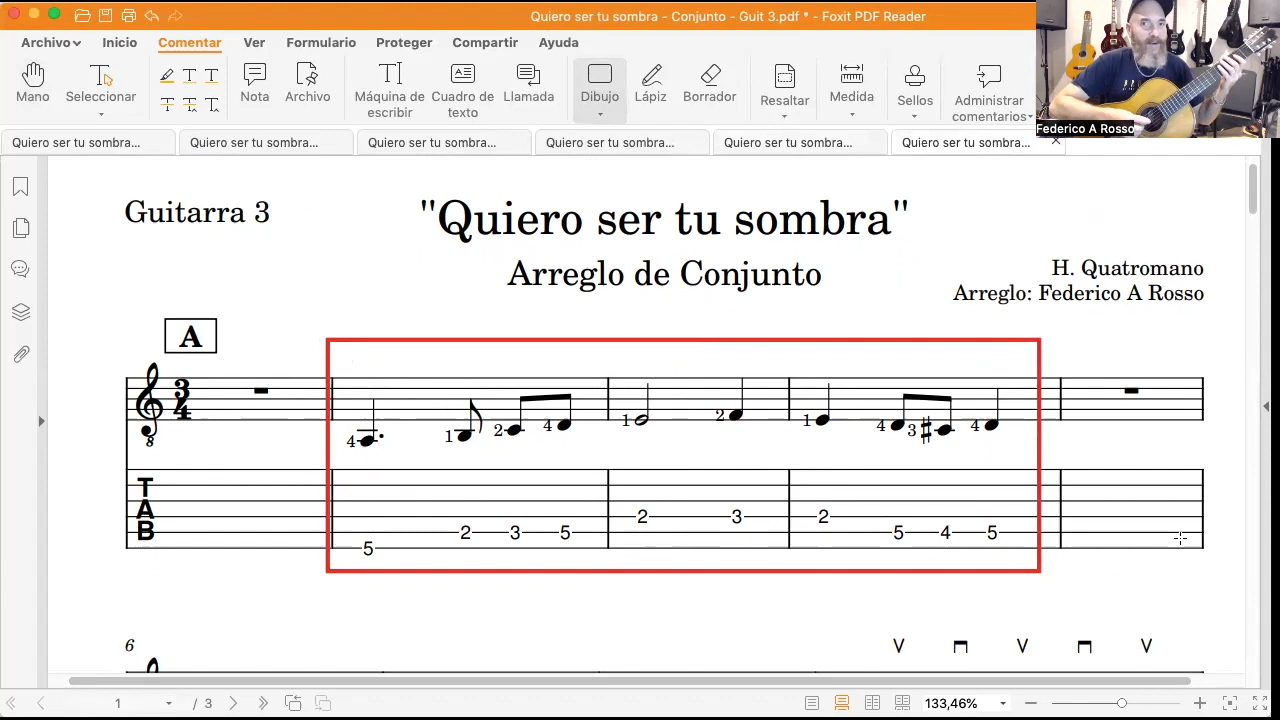 Quiero ser tu sombra - Conjunto - Guit 3.pdf * - Foxit PDF Reader
Archivo Inicio Comentar Ver Formulario Proteger Compartir Ayuda
Mano Seleccionar Nota Archivo Máquina de escribir Cuadro de texto Llamada Dibujo Lápiz Borrador Resaltar Medida Sellos Administrar comentarios
Federico A Rosso
Quiero ser tu sombra... Quiero ser tu sombra... Quiero ser tu sombra... Quiero ser tu sombra... Quiero ser tu sombra... Quiero ser tu sombra...
Guitarra 3
"Quiero ser tu sombra"
Arreglo de Conjunto
H. Quatromano
Arreglo: Federico A Rosso
A
3
4
8
4 1 2 4 1 2 1 4 3 4
T
A
B
5 2 3 5 2 3 2 5 4 5
6
1 / 3 133,46%